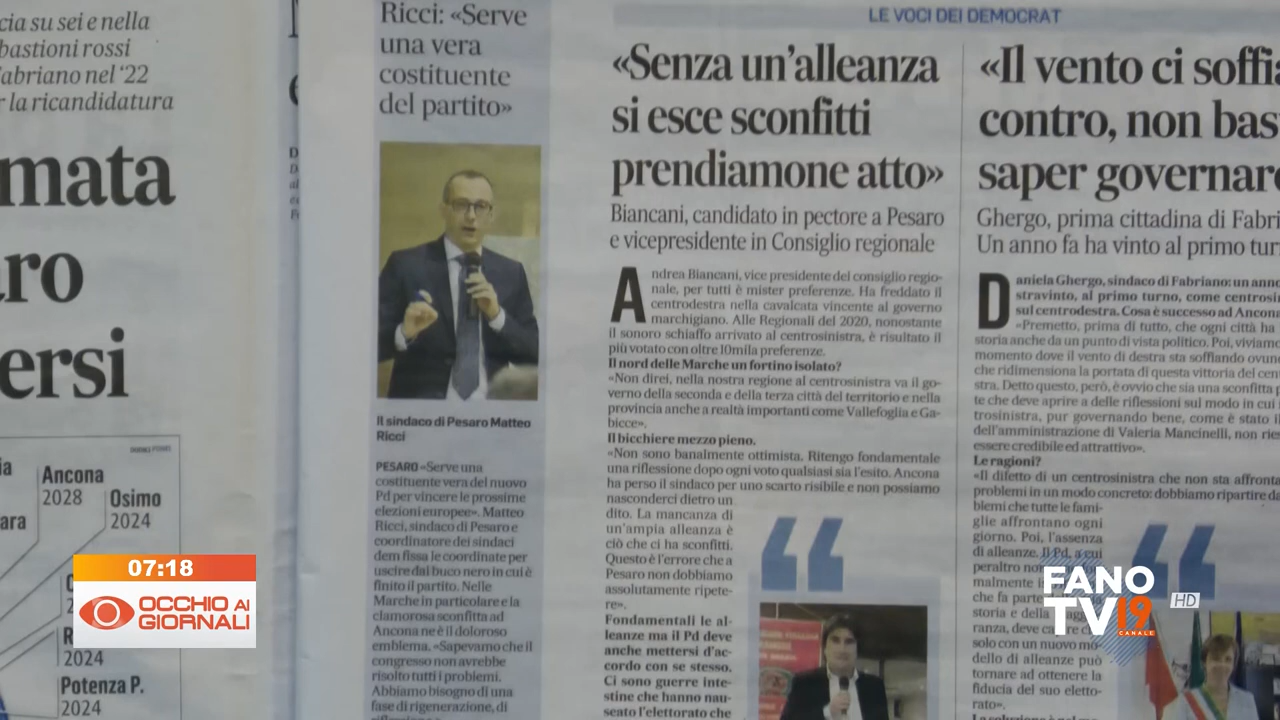 cia su sei e nella
bastioni rossi
abriano nel '22
r la ricandidatura
mata
ro
ersi
Ancona
2028
Osimo
2024
ara
2024
Potenza P.
2024
07:18
OCCHIO AI
GIORNALI
Ricci: «Serve
una vera
costituente
del partito»
Il sindaco di Pesaro Matteo
Ricci
PESARO «Serve una
costituente vera del nuovo
Pd per vincere le prossime
elezioni europee». Matteo
Ricci, sindaco di Pesaro e
coordinatore dei sindaci
dem fissa le coordinate per
uscire dal buco nero in cui è
finito il partito. Nelle
Marche in particolare e la
clamorosa sconfitta ad
Ancona ne è il doloroso
emblema. «Sapevamo che il
congresso non avrebbe
risolto tutti i problemi.
Abbiamo bisogno di una
fase di rigenerazione, di
LE VOCI DEI DEMOCRAT
«Senza un'alleanza
si esce sconfitti
prendiamone atto»
Biancani, candidato in pectore a Pesaro
e vicepresidente in Consiglio regionale
Andrea Biancani, vice presidente del consiglio regio-
nale, per tutti è mister preferenze. Ha freddato il
centrodestra nella cavalcata vincente al governo
marchigiano. Alle Regionali del 2020, nonostante
il sonoro schiaffo arrivato al centrosinistra, è risultato il
più votato con oltre 10mila preferenze.
Il nord delle Marche un fortino isolato?
«Non direi, nella nostra regione al centrosinistra va il go-
verno della seconda e della terza città del territorio e nella
provincia anche a realtà importanti come Vallefoglia e Ga-
bicce».
Il bicchiere mezzo pieno.
«Non sono banalmente ottimista. Ritengo fondamentale
una riflessione dopo ogni voto qualsiasi sia l'esito. Ancona
ha perso il sindaco per uno scarto risibile e non possiamo
nasconderci dietro un
dito. La mancanza di
un'ampia alleanza è
ciò che ci ha sconfitti.
Questo è l'errore che a
Pesaro non dobbiamo
assolutamente ripete-
re».
Fondamentali le al-
leanze ma il Pd deve
anche mettersi d'ac-
cordo con se stesso.
Ci sono guerre inte-
stine che hanno nau-
seato l'elettorato che
«Il vento ci soffia
contro, non bas
saper governare
Ghergo, prima cittadina di Fabri
Un anno fa ha vinto al primo tur
Daniela Ghergo, sindaco di Fabriano: un anno
stravinto, al primo turno, come centrosin
sul centrodestra. Cosa è successo ad Ancona
«Premetto, prima di tutto, che ogni città ha
storia anche da un punto di vista politico. Poi, viviamo
momento dove il vento di destra sta soffiando ovun
che ridimensiona la portata di questa vittoria del cen
stra. Detto questo, però, è ovvio che sia una sconfitta p
te che deve aprire a delle riflessioni sul modo in cui i
trosinistra, pur governando bene, come è stato il
dell'amministrazione di Valeria Mancinelli, non ries
essere credibile ed attrattivo».
Le ragioni?
«Il difetto di un centrosinistra che non sta affronta
problemi in un modo concreto: dobbiamo ripartire da
blemi che tutte le fami-
glie affrontano ogni
giorno. Poi, l'assenza
di alleanze. Il Pd, a cui
peraltro non
malmente i
che fa parte
storia e della
ranza, deve
solo con un nuovo mo-
dello di alleanze può
tornare ad ottenere la
fiducia del suo eletto-
rato».
FANO
TV19
CANALE
HD